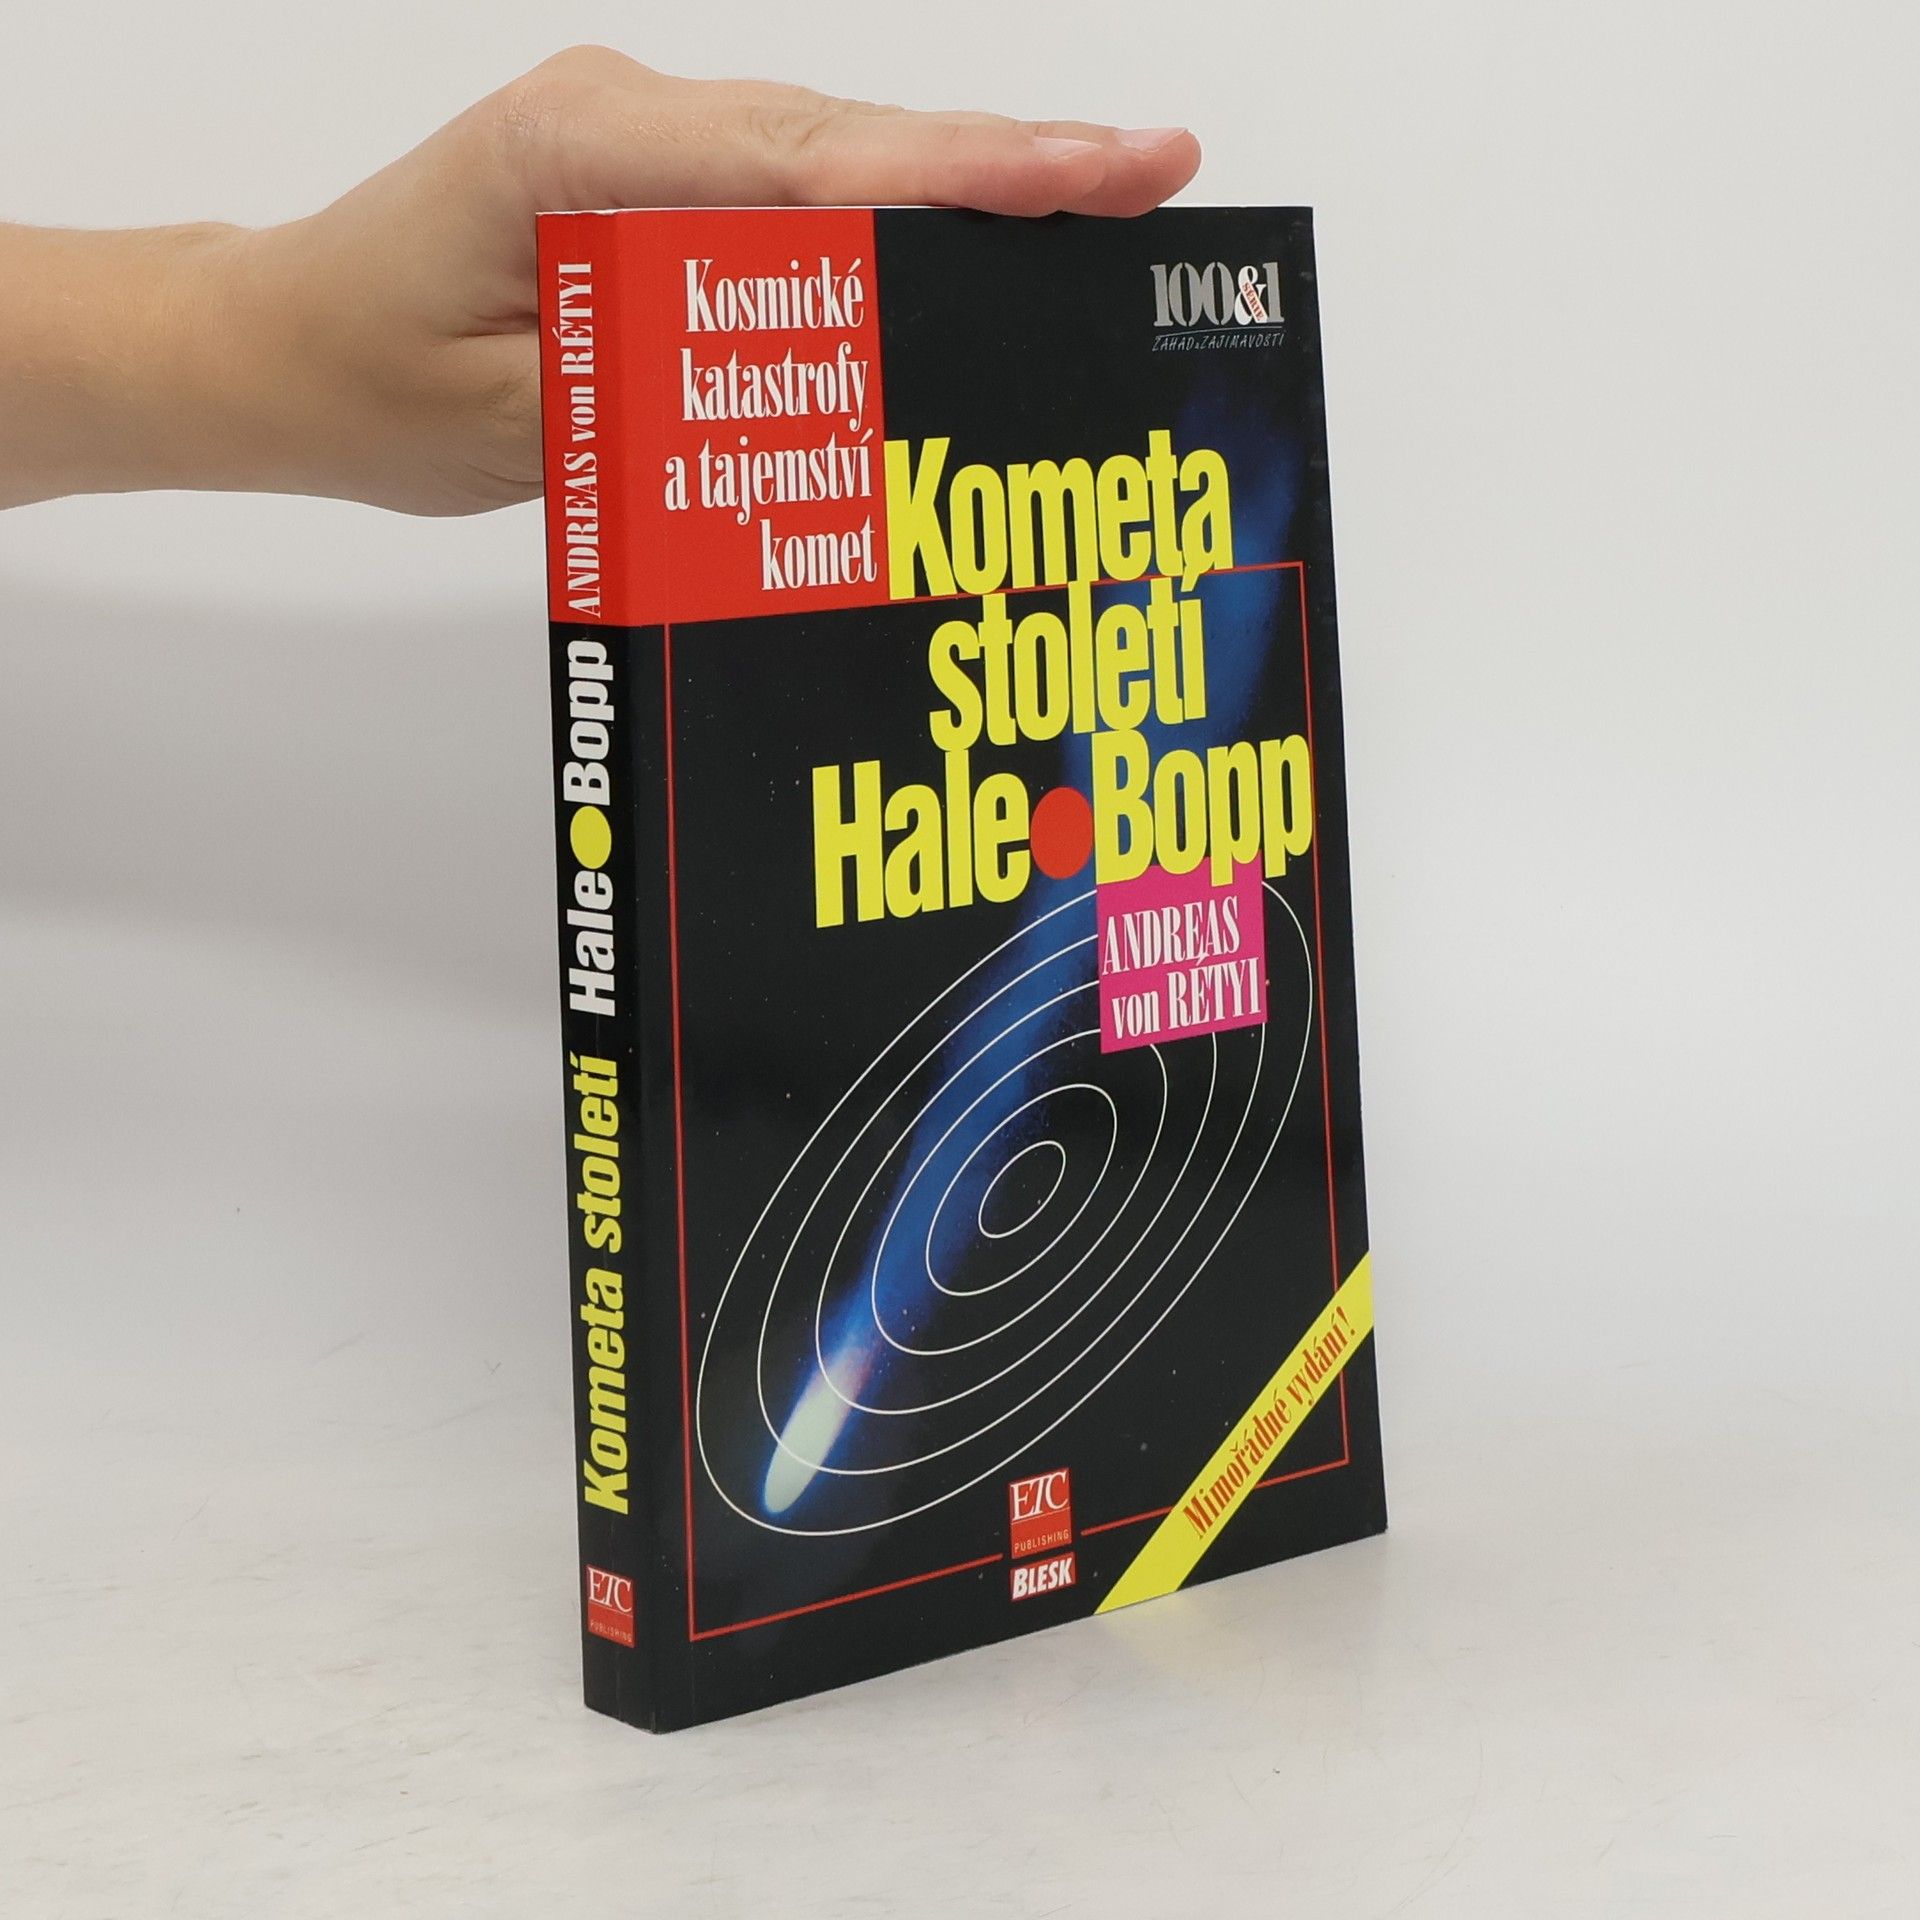 Kosmické
katastrofy
a tajemství
komet
100&1
SÉRIE
ZÁHAD a ZAJÍMAVOSTÍ
Kometa
století
Hale•Bopp
ANDREAS
von RÉTYI
Mimořádné vydání!
ETC
PUBLISHING
BLESK
ANDREAS von RÉTYI
Kometa století Hale•Bopp
ETC
PUBLISHING